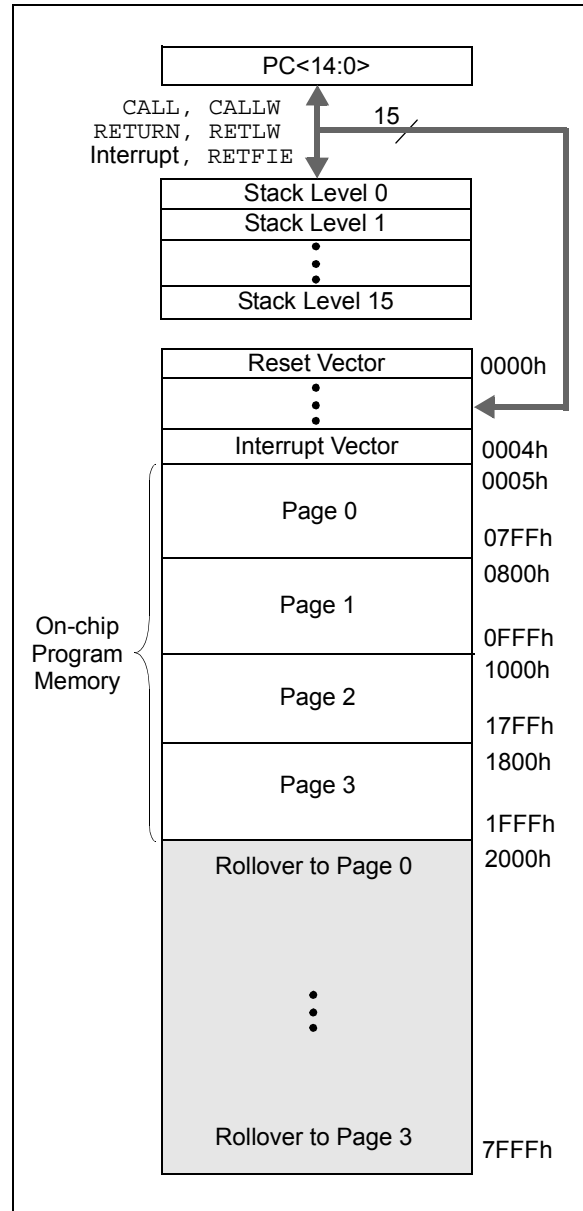 PC<14:0>
CALL, CALLW
RETURN, RETLW
Interrupt, RETFIE
15
Stack Level 0
Stack Level 1
Stack Level 15
Reset Vector
0000h
Interrupt Vector
0004h
0005h
Page 0
07FFh
0800h
Page 1
On-chip
Program
Memory
0FFFh
1000h
Page 2
17FFh
1800h
Page 3
1FFFh
2000h
Rollover to Page 0
Rollover to Page 3
7FFFh